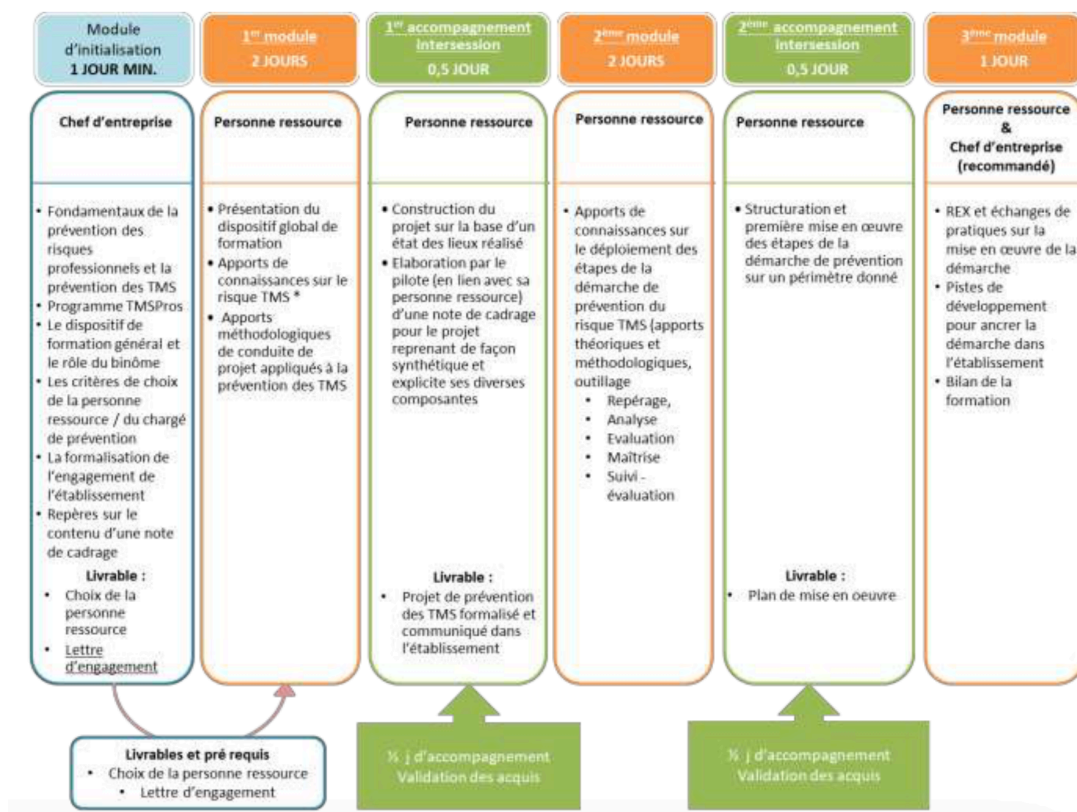 Module
d'initialisation
1 JOUR MIN.
1er module
2 JOURS
1er accompagnement
intersession
0,5 JOUR
2ème module
2 JOURS
2ème accompagnement
intersession
0,5 JOUR
3ème module
1 JOUR
Chef d'entreprise
• Fondamentaux de la
prévention des
risques
professionnels et la
prévention des TMS
• Programme TMSPros
• Le dispositif de
formation général et
le rôle du binôme
• Les critères de choix
de la personne
ressource / du chargé
de prévention
• La formalisation de
l'engagement de
l'établissement
• Repères sur le
contenu d'une note
de cadrage
Livrable :
• Choix de la
personne
ressource
• Lettre
d'engagement
Personne ressource
• Présentation du
dispositif global de
formation
• Apports de
connaissances sur le
risque TMS *
• Apports
méthodologiques
de conduite de
projet appliqués à la
prévention des TMS
Personne ressource
• Construction du
projet sur la base d'un
état des lieux réalisé
• Elaboration par le
pilote (en lien avec sa
personne ressource)
d'une note de cadrage
pour le projet
reprenant de façon
synthétique et
explicite ses diverses
composantes
Livrable :
• Projet de prévention
des TMS formalisé et
communiqué dans
l'établissement
Personne ressource
• Apports de
connaissances sur
le déploiement des
étapes de la
démarche de
prévention du
risque TMS (apports
théoriques et
méthodologiques,
outillage
• Repérage,
• Analyse
• Evaluation
• Maîtrise
• Suivi -
évaluation
Personne ressource
• Structuration et
première mise en œuvre
des étapes de la
démarche de prévention
sur un périmètre donné
Livrable :
• Plan de mise en oeuvre
Personne ressource
&
Chef d'entreprise
(recommandé)
• REX et échanges de
pratiques sur la
mise en œuvre de la
démarche
• Pistes de
développement
pour ancrer la
démarche dans
l'établissement
• Bilan de la
formation
Livrables et pré requis
• Choix de la personne ressource
• Lettre d'engagement
½ j d'accompagnement
Validation des acquis
½ j d'accompagnement
Validation des acquis